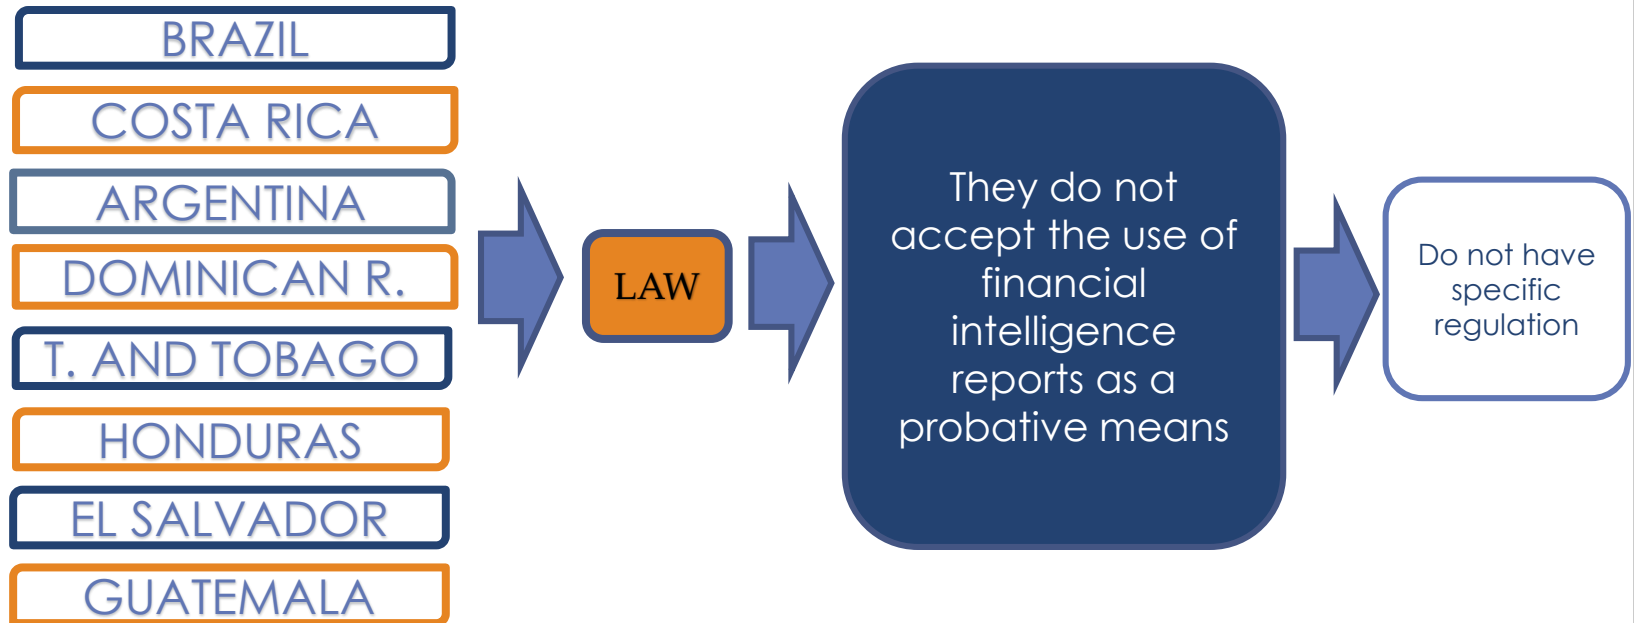 BRAZIL
COSTA RICA
ARGENTINA
DOMINICAN R.
T. AND TOBAGO
HONDURAS
EL SALVADOR
GUATEMALA
LAW
They do not
accept the use of
financial
intelligence
reports as a
probative means
Do not have
specific
regulation